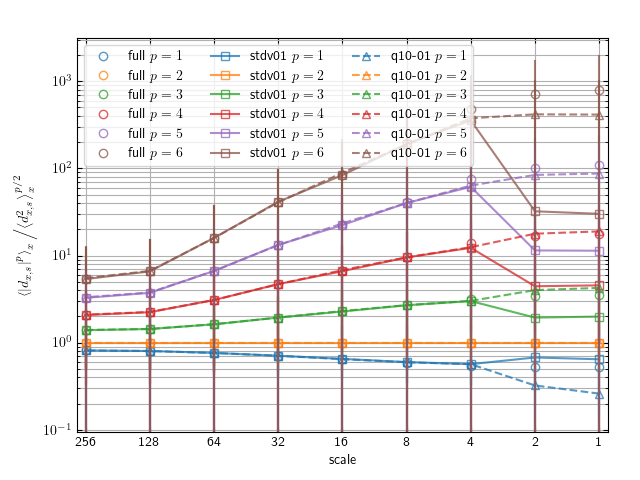 full p = 1 stdv01 p = 1 q10-01 p = 1
full p = 2 stdv01 p = 2 q10-01 p = 2
full p = 3 stdv01 p = 3 q10-01 p = 3
full p = 4 stdv01 p = 4 q10-01 p = 4
full p = 5 stdv01 p = 5 q10-01 p = 5
full p = 6 stdv01 p = 6 q10-01 p = 6
10³
10²
10¹
10⁰
10⁻¹
⟨|d_{x,s}|^p⟩_x / ⟨d²_{x,s}⟩_x^{p/2}
256 128 64 32 16 8 4 2 1
scale